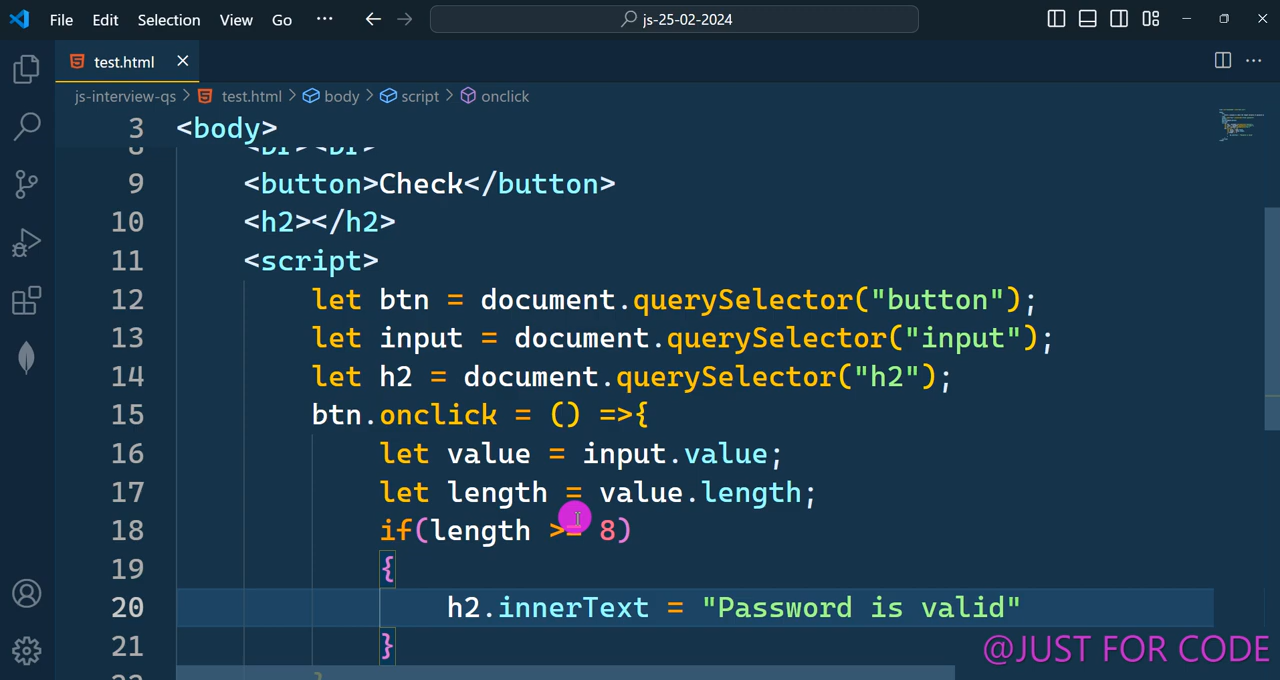 File Edit Selection View Go ...
js-25-02-2024
test.html
js-interview-qs > test.html > body > script > onclick
3 <body>
8 <br><br>
9 <button>Check</button>
10 <h2></h2>
11 <script>
12 let btn = document.querySelector("button");
13 let input = document.querySelector("input");
14 let h2 = document.querySelector("h2");
15 btn.onclick = () =>{
16 let value = input.value;
17 let length = value.length;
18 if(length >= 8)
19 {
20 h2.innerText = "Password is valid"
21 }
@JUST FOR CODE